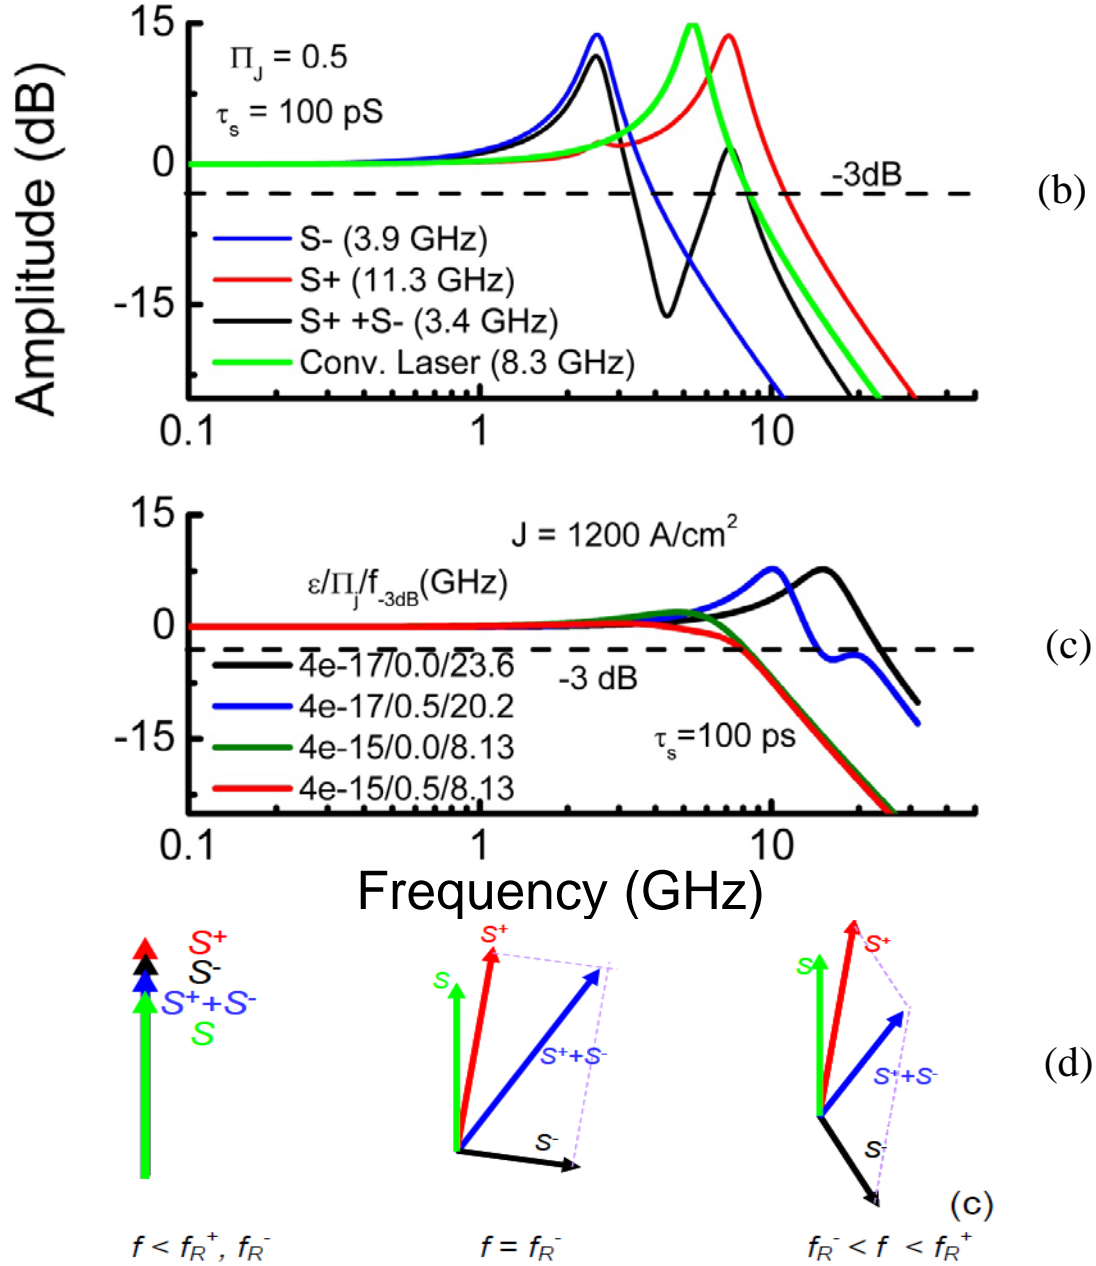 15
Π_J = 0.5
τ_s = 100 pS
0
-3dB
(b)
S- (3.9 GHz)
S+ (11.3 GHz)
-15
S+ +S- (3.4 GHz)
Conv. Laser (8.3 GHz)
Amplitude (dB)
0.1 1 10
15
J = 1200 A/cm²
ε/Π_j/f_-3dB(GHz)
0
(c)
4e-17/0.0/23.6
-3 dB
4e-17/0.5/20.2
-15
τ_s=100 ps
4e-15/0.0/8.13
4e-15/0.5/8.13
0.1 1 10
Frequency (GHz)
S⁺
S⁻
S⁺+S⁻
S
S⁺
S
S⁺+S⁻
S⁻
S⁺
S
S⁺+S⁻
S⁻
(d)
(c)
f < f_R⁺, f_R⁻
f = f_R⁻
f_R⁻ < f < f_R⁺